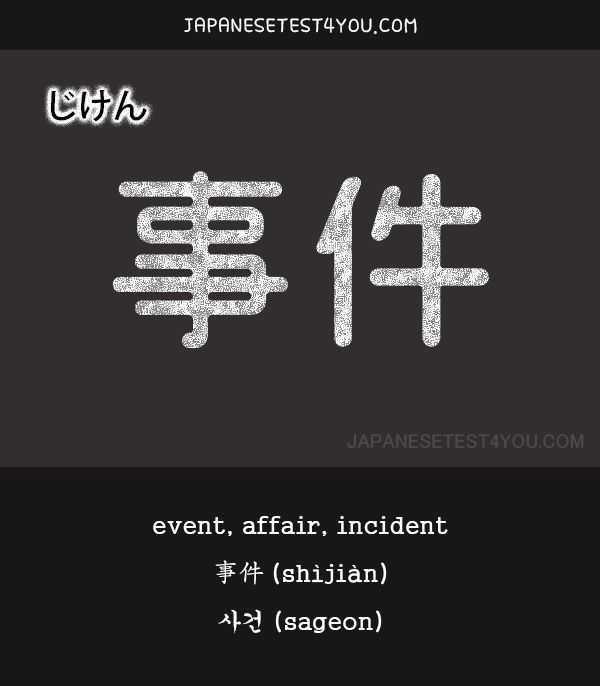 JAPANESETEST4YOU.COM
じけん
事件
JAPANESETEST4YOU.COM
event, affair, incident
事件 (shìjiàn)
사건 (sageon)